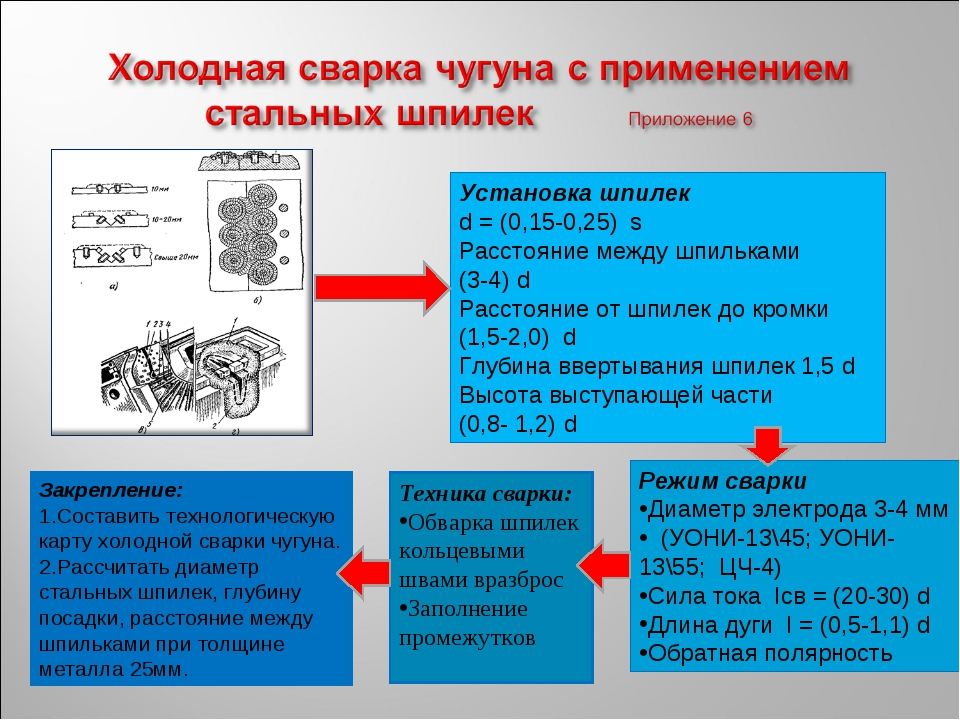 Холодная сварка чугуна с применением
стальных шпилек Приложение 6
10мм
10-20мм
Свыше 20мм
а)
б)
1 2 3 4
1
5
в)
2
г)
2
Установка шпилек
d = (0,15-0,25) s
Расстояние между шпильками
(3-4) d
Расстояние от шпилек до кромки
(1,5-2,0) d
Глубина ввертывания шпилек 1,5 d
Высота выступающей части
(0,8- 1,2) d
Режим сварки
•Диаметр электрода 3-4 мм
• (УОНИ-13\45; УОНИ-
13\55; ЦЧ-4)
•Сила тока Iсв = (20-30) d
•Длина дуги l = (0,5-1,1) d
•Обратная полярность
Техника сварки:
•Обварка шпилек
кольцевыми
швами вразброс
•Заполнение
промежутков
Закрепление:
1.Составить технологическую
карту холодной сварки чугуна.
2.Рассчитать диаметр
стальных шпилек, глубину
посадки, расстояние между
шпильками при толщине
металла 25мм.